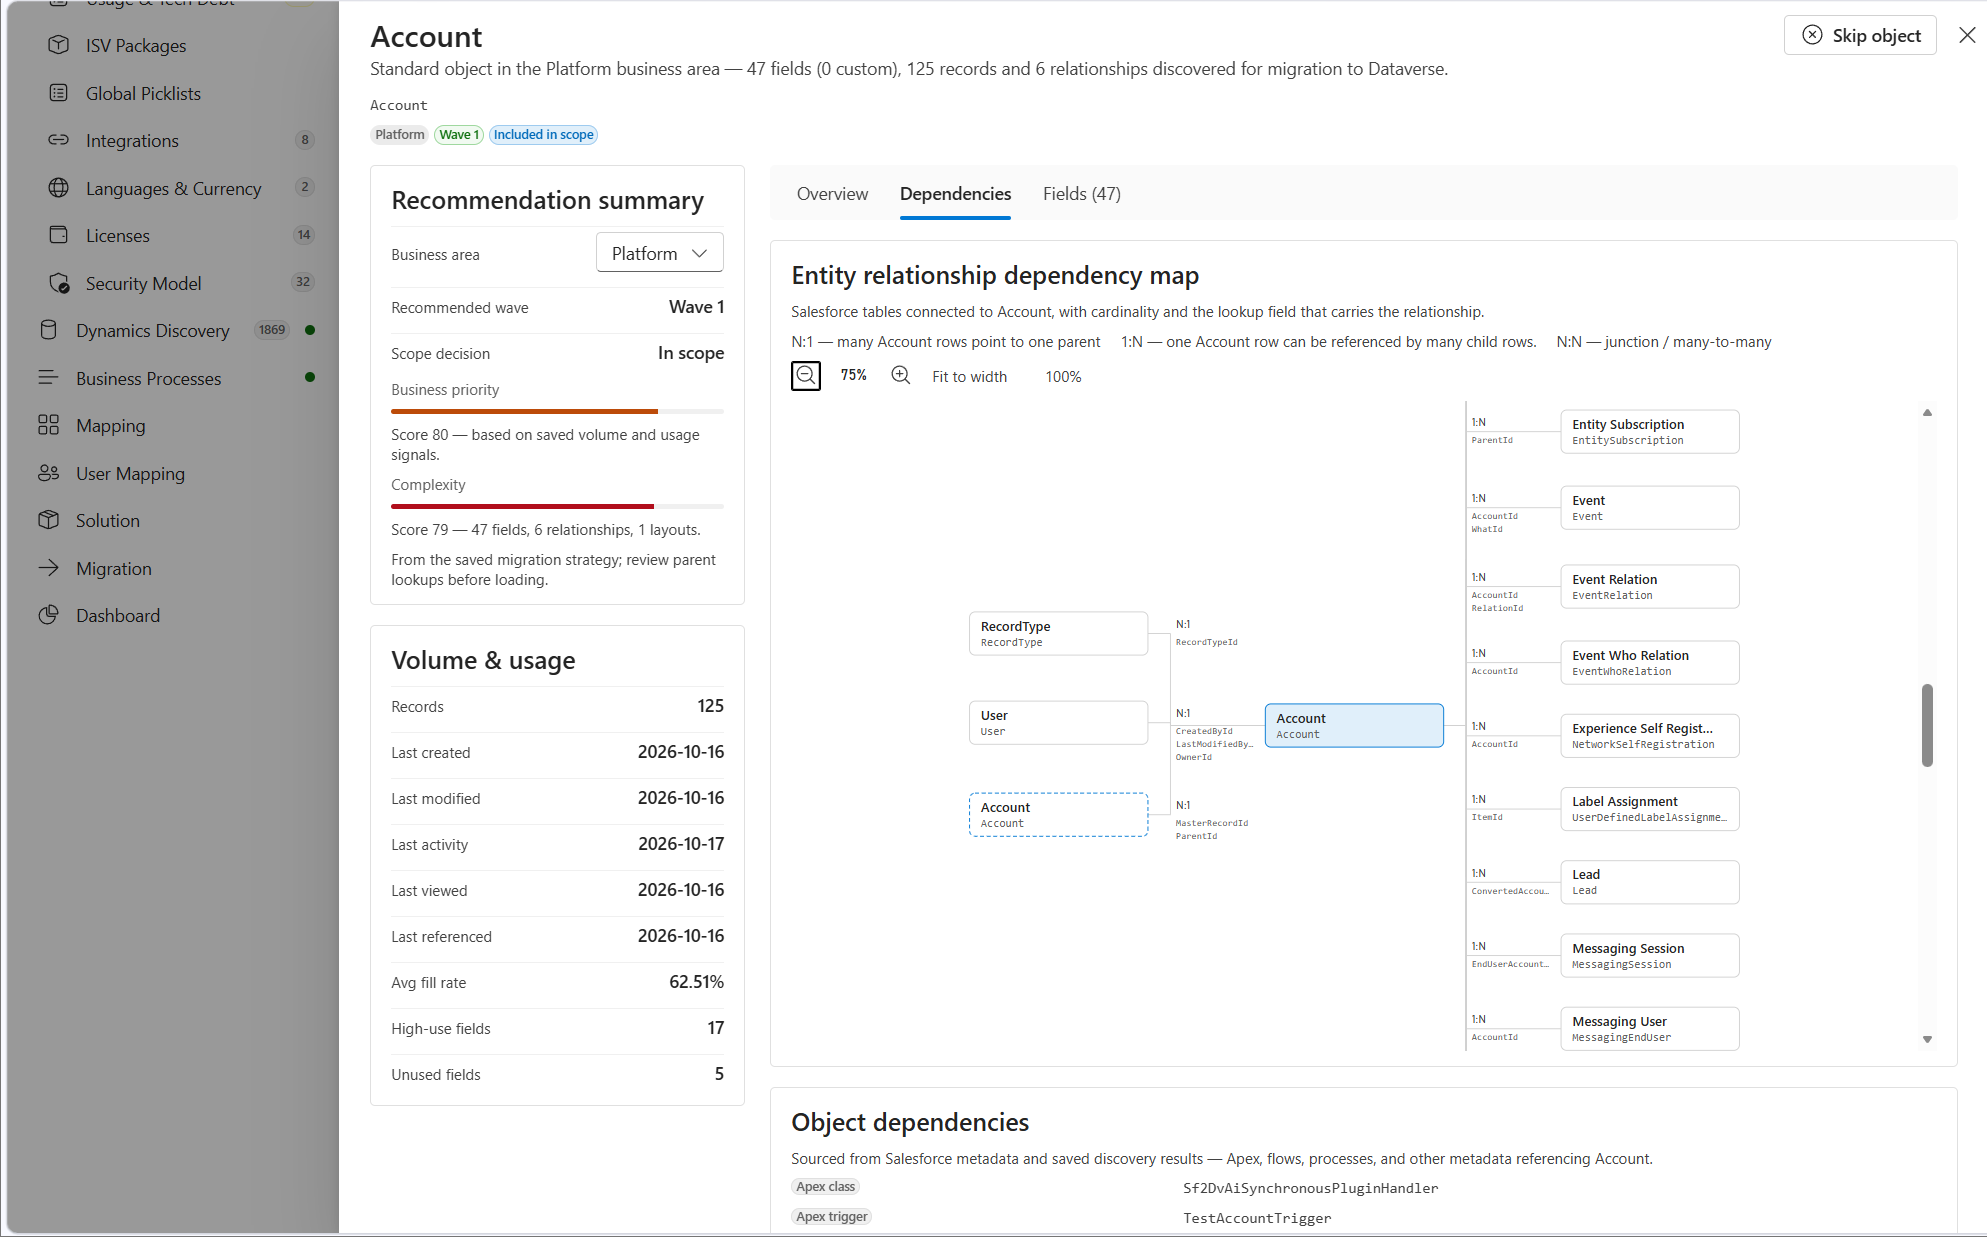 Usage & Tech Debt
ISV Packages
Global Picklists
Integrations 8
Languages & Currency 2
Licenses 14
Security Model 32
Dynamics Discovery 1869
Business Processes
Mapping
User Mapping
Solution
Migration
Dashboard
Account
Skip object
Standard object in the Platform business area — 47 fields (0 custom), 125 records and 6 relationships discovered for migration to Dataverse.
Account
Platform Wave 1 Included in scope
Recommendation summary
Business area Platform
Recommended wave Wave 1
Scope decision In scope
Business priority
Score 80 — based on saved volume and usage
signals.
Complexity
Score 79 — 47 fields, 6 relationships, 1 layouts.
From the saved migration strategy; review parent
lookups before loading.
Volume & usage
Records 125
Last created 2026-10-16
Last modified 2026-10-16
Last activity 2026-10-17
Last viewed 2026-10-16
Last referenced 2026-10-16
Avg fill rate 62.51%
High-use fields 17
Unused fields 5
Overview Dependencies Fields (47)
Entity relationship dependency map
Salesforce tables connected to Account, with cardinality and the lookup field that carries the relationship.
N:1 — many Account rows point to one parent 1:N — one Account row can be referenced by many child rows. N:N — junction / many-to-many
75% Fit to width 100%
RecordType
RecordType
N:1
RecordTypeId
User
User
N:1
CreatedById
LastModifiedBy…
OwnerId
Account
Account
N:1
MasterRecordId
ParentId
Account
Account
1:N
ParentId
Entity Subscription
EntitySubscription
1:N
AccountId
WhatId
Event
Event
1:N
AccountId
RelationId
Event Relation
EventRelation
1:N
AccountId
Event Who Relation
EventWhoRelation
1:N
AccountId
Experience Self Regist…
NetworkSelfRegistration
1:N
ItemId
Label Assignment
UserDefinedLabelAssignme…
1:N
ConvertedAccou…
Lead
Lead
1:N
EndUserAccount…
Messaging Session
MessagingSession
1:N
AccountId
Messaging User
MessagingEndUser
Object dependencies
Sourced from Salesforce metadata and saved discovery results — Apex, flows, processes, and other metadata referencing Account.
Apex class Sf2DvAiSynchronousPluginHandler
Apex trigger TestAccountTrigger